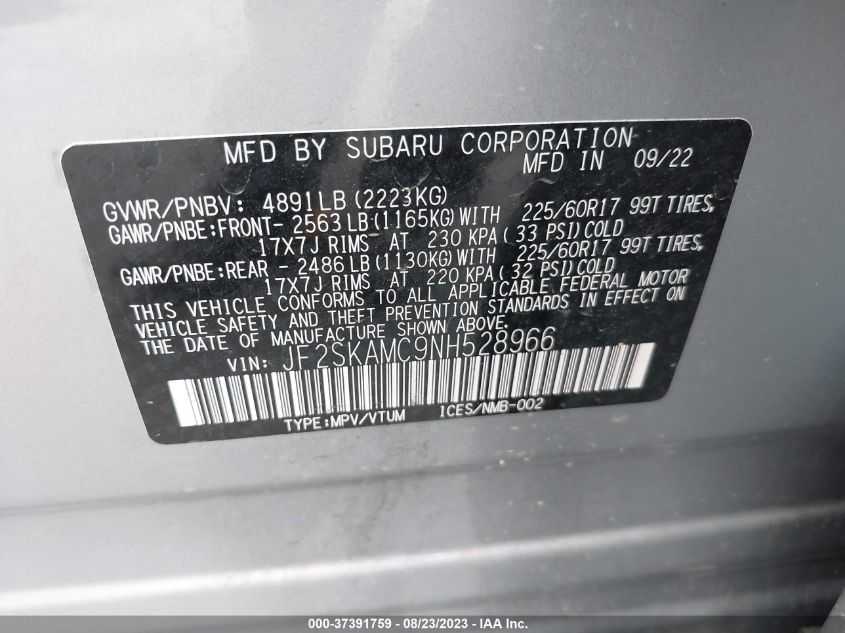 MFD BY SUBARU CORPORATION
MFD IN 09/22
GVWR/PNBV: 4891LB(2223KG)
GAWR/PNBE:FRONT- 2563LB(1165KG)WITH 225/60R17 99T TIRES,
17X7J RIMS AT 230 KPA(33 PSI)COLD
GAWR/PNBE:REAR - 2486LB(1130KG)WITH 225/60R17 99T TIRES,
17X7J RIMS AT 220 KPA(32 PSI)COLD
THIS VEHICLE CONFORMS TO ALL APPLICABLE FEDERAL MOTOR
VEHICLE SAFETY AND THEFT PREVENTION STANDARDS IN EFFECT ON
THE DATE OF MANUFACTURE SHOWN ABOVE.
VIN: JF2SKAMC9NH528966
TYPE:MPV/VTUM ICES/NMB-002
000-37391759 - 08/23/2023 - IAA Inc.